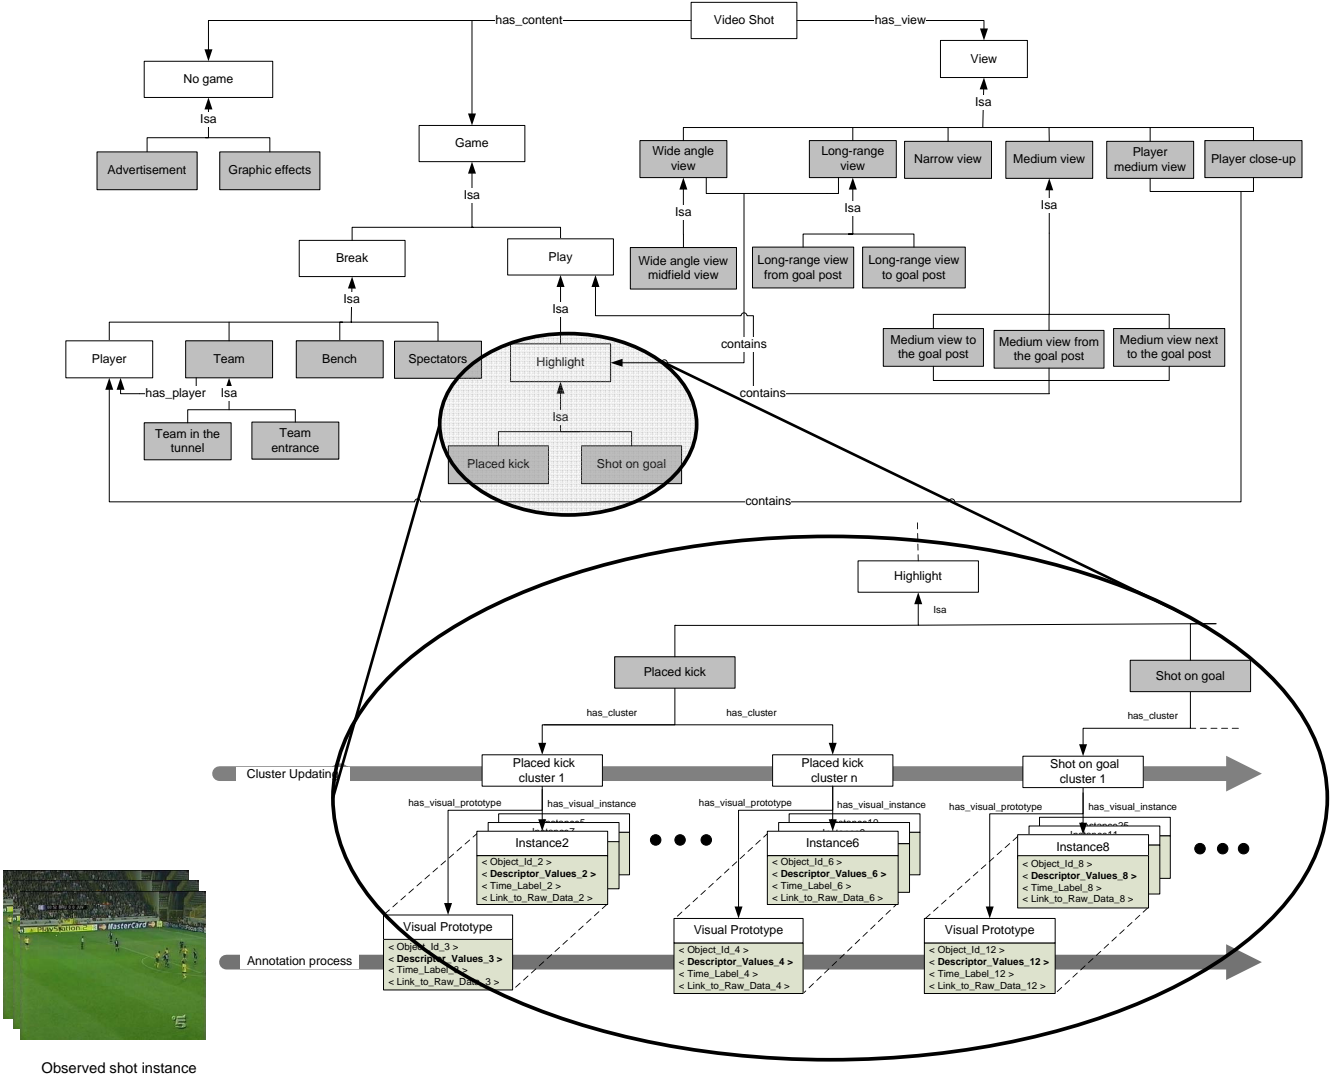 Video Shot
has_content
has_view
No game
View
Isa
Isa
Game
Advertisement
Graphic effects
Wide angle
view
Long-range
view
Narrow view
Medium view
Player
medium view
Player close-up
Isa
Isa
Isa
Isa
Break
Play
Wide angle view
midfield view
Long-range view
from goal post
Long-range view
to goal post
Isa
Isa
Player
Team
Bench
Spectators
Highlight
contains
Medium view to
the goal post
Medium view from
the goal post
Medium view next
to the goal post
has_player
Isa
contains
Isa
Team in the
tunnel
Team
entrance
Placed kick
Shot on goal
contains
Highlight
Isa
Placed kick
Shot on goal
has_cluster
has_cluster
has_cluster
Cluster Updating
Placed kick
cluster 1
Placed kick
cluster n
Shot on goal
cluster 1
has_visual_prototype
has_visual_instance
has_visual_prototype
has_visual_instance
has_visual_prototype
has_visual_instance
Instance2
< Object_Id_2 >
< Descriptor_Values_2 >
< Time_Label_2 >
< Link_to_Raw_Data_2 >
Instance6
< Object_Id_6 >
< Descriptor_Values_6 >
< Time_Label_6 >
< Link_to_Raw_Data_6 >
Instance8
< Object_Id_8 >
< Descriptor_Values_8 >
< Time_Label_8 >
< Link_to_Raw_Data_8 >
Visual Prototype
< Object_Id_3 >
< Descriptor_Values_3 >
< Time_Label_3 >
< Link_to_Raw_Data_3 >
Visual Prototype
< Object_Id_4 >
< Descriptor_Values_4 >
< Time_Label_4 >
< Link_to_Raw_Data_4 >
Visual Prototype
< Object_Id_12 >
< Descriptor_Values_12 >
< Time_Label_12 >
< Link_to_Raw_Data_12 >
Annotation process
PlayStation
MasterCard
5
Observed shot instance